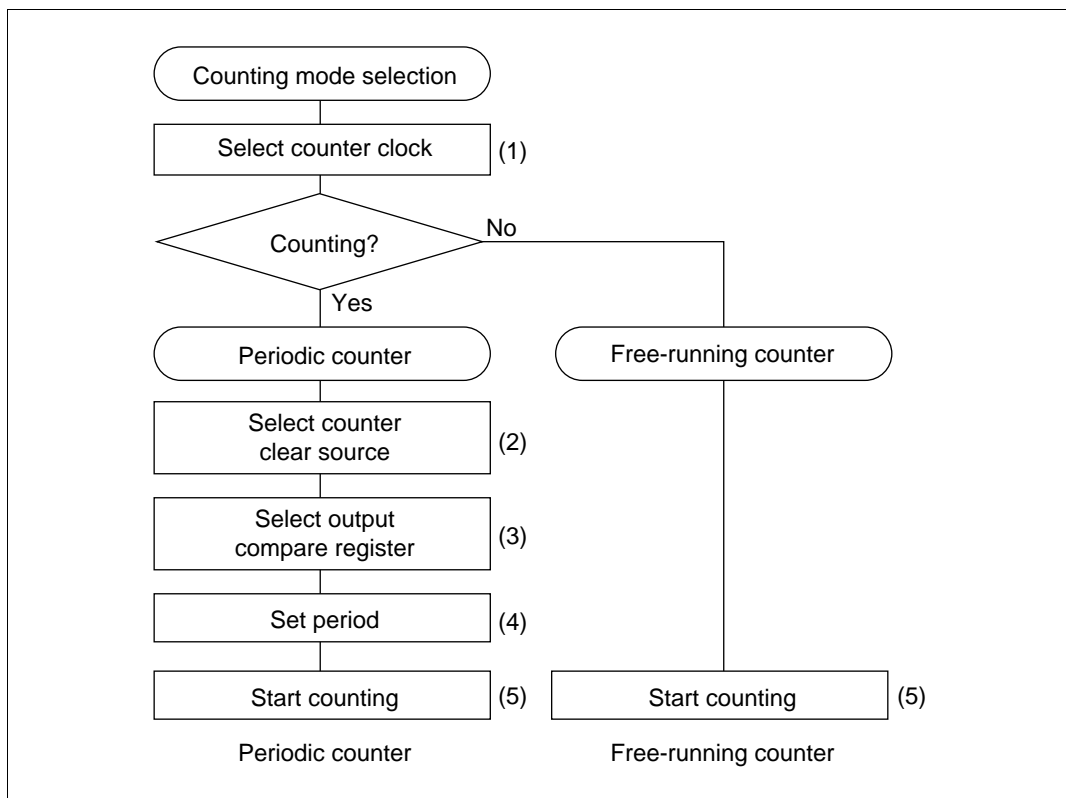 Counting mode selection
Select counter clock
(1)
Counting?
No
Yes
Periodic counter
Free-running counter
Select counter
clear source
(2)
Select output
compare register
(3)
Set period
(4)
Start counting
(5)
Start counting
(5)
Periodic counter
Free-running counter